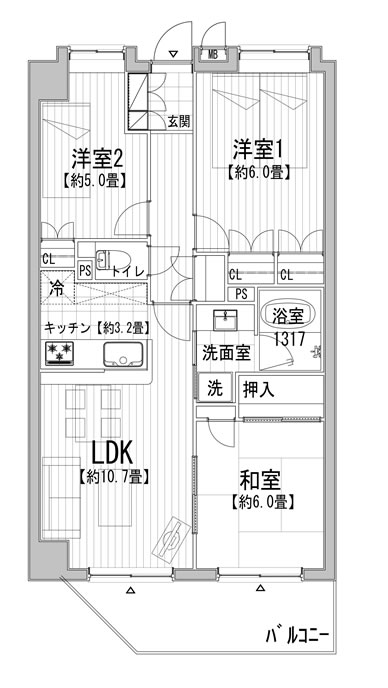 MB
玄関
洋室2
【約5.0畳】
洋室1
【約6.0畳】
CL
PS
トイレ
冷
CL
CL
PS
キッチン【約3.2畳】
浴室
1317
洗面室
洗
押入
LDK
【約10.7畳】
和室
【約6.0畳】
バルコニー